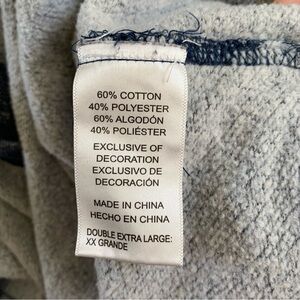 60% COTTON
40% POLYESTER
60% ALGODÓN
40% POLIÉSTER
EXCLUSIVE OF
DECORATION
EXCLUSIVO DE
DECORACIÓN
MADE IN CHINA
HECHO EN CHINA
DOUBLE EXTRA LARGE:
XX GRANDE